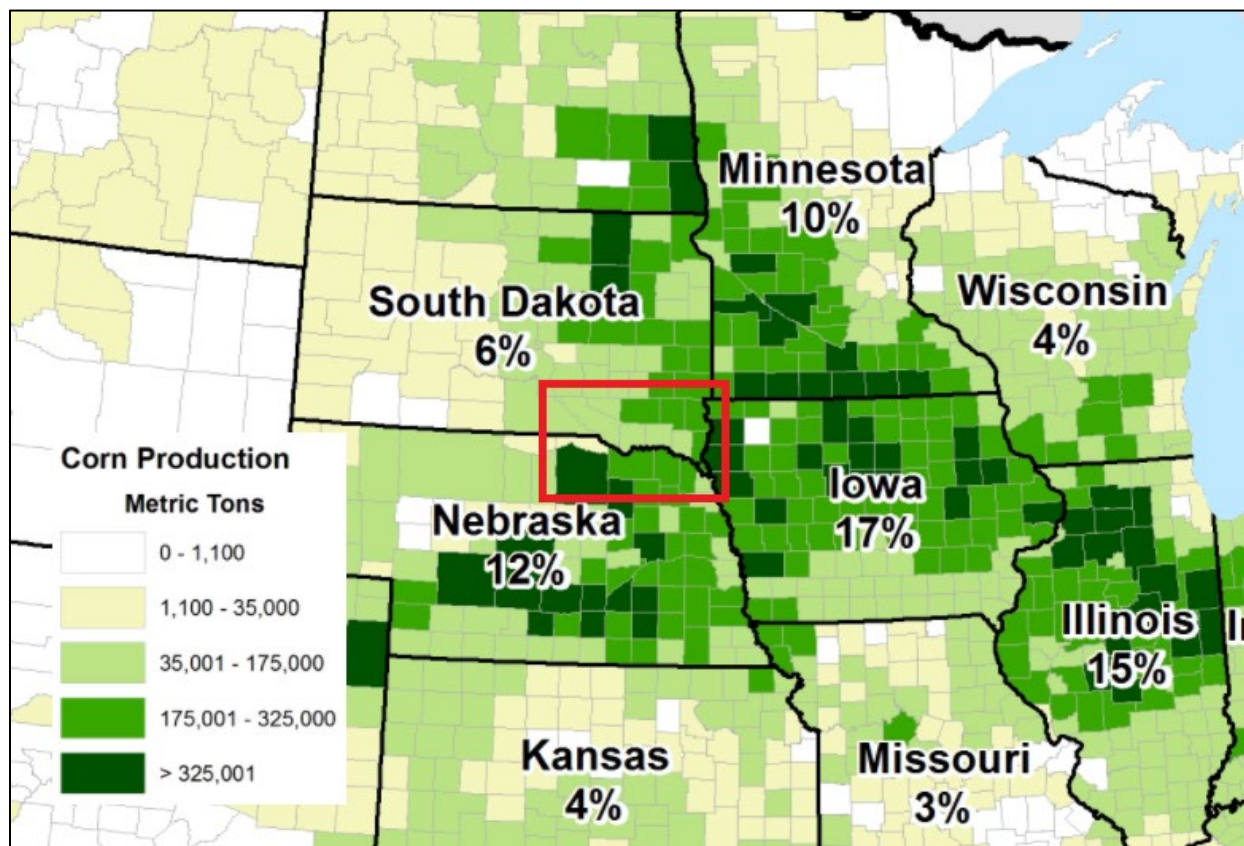 Minnesota
10%
Wisconsin
4%
South Dakota
6%
Iowa
17%
Nebraska
12%
Illinois
15%
Kansas
4%
Missouri
3%
Corn Production
Metric Tons
0 - 1,100
1,100 - 35,000
35,001 - 175,000
175,001 - 325,000
> 325,001